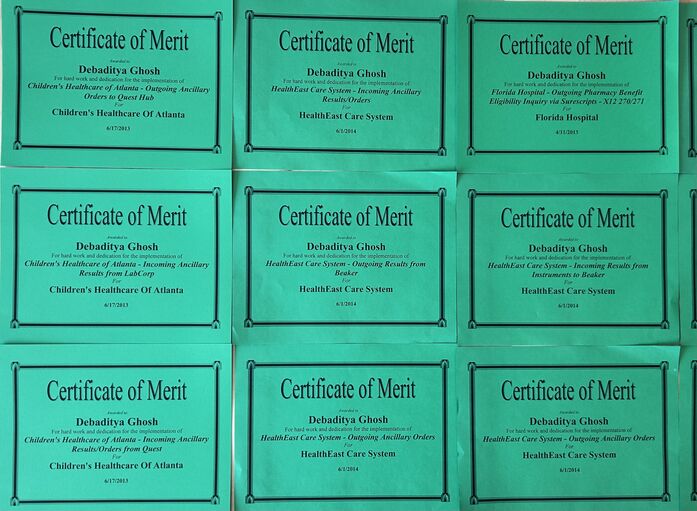 Certificate of Merit
Awarded to
Debaditya Ghosh
For hard work and dedication for the implementation of
Children's Healthcare of Atlanta - Outgoing Ancillary
Orders to Quest Hub
For
Children's Healthcare Of Atlanta
6/17/2013
Certificate of Merit
Awarded to
Debaditya Ghosh
For hard work and dedication for the implementation of
HealthEast Care System - Incoming Ancillary
Results/Orders
For
HealthEast Care System
6/1/2014
Certificate of Merit
Awarded to
Debaditya Ghosh
For hard work and dedication for the implementation of
Florida Hospital - Outgoing Pharmacy Benefit
Eligibility Inquiry via Surescripts - X12 270/271
For
Florida Hospital
4/11/2013
Certificate of Merit
Awarded to
Debaditya Ghosh
For hard work and dedication for the implementation of
Children's Healthcare of Atlanta - Incoming Ancillary
Results from LabCorp
For
Children's Healthcare Of Atlanta
6/17/2013
Certificate of Merit
Awarded to
Debaditya Ghosh
For hard work and dedication for the implementation of
HealthEast Care System - Outgoing Results from
Beaker
For
HealthEast Care System
6/1/2014
Certificate of Merit
Awarded to
Debaditya Ghosh
For hard work and dedication for the implementation of
HealthEast Care System - Incoming Results from
Instruments to Beaker
For
HealthEast Care System
6/1/2014
Certificate of Merit
Awarded to
Debaditya Ghosh
For hard work and dedication for the implementation of
Children's Healthcare of Atlanta - Incoming Ancillary
Results/Orders from Quest
For
Children's Healthcare Of Atlanta
6/17/2013
Certificate of Merit
Awarded to
Debaditya Ghosh
For hard work and dedication for the implementation of
HealthEast Care System - Outgoing Ancillary Orders
For
HealthEast Care System
6/1/2014
Certificate of Merit
Awarded to
Debaditya Ghosh
For hard work and dedication for the implementation of
HealthEast Care System - Outgoing Ancillary Orders
For
HealthEast Care System
6/1/2014